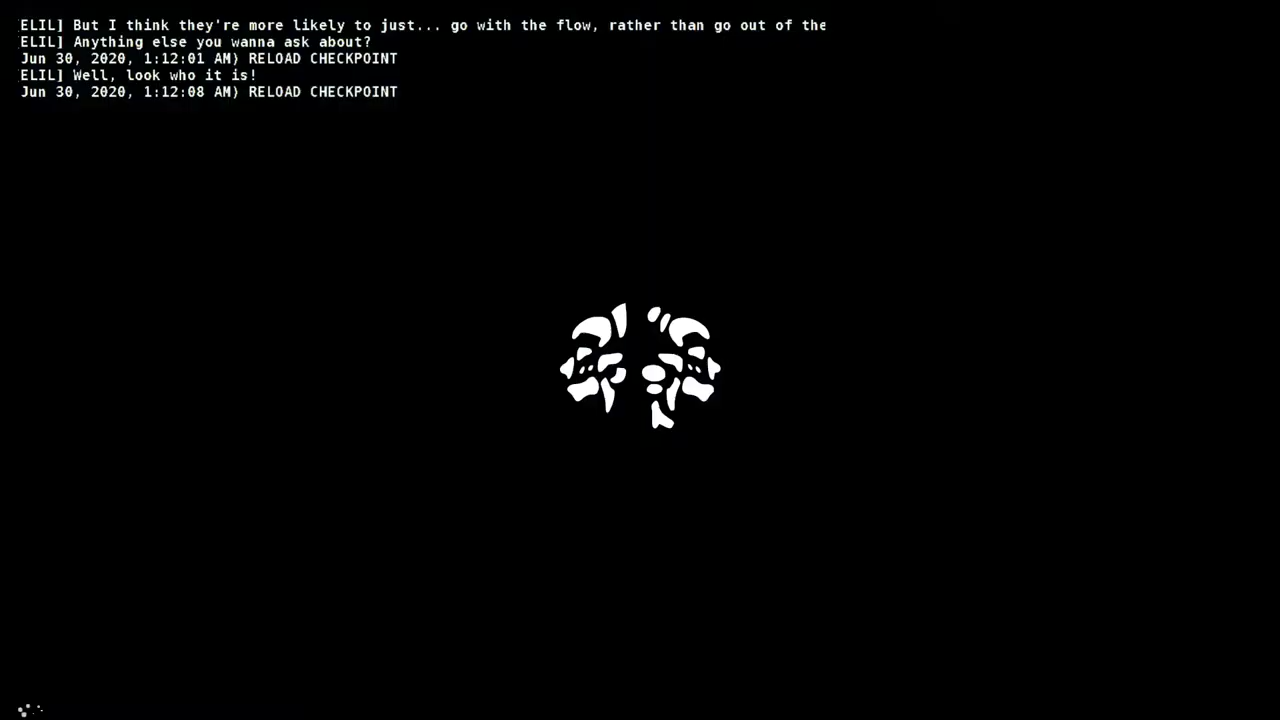 ELIL] But I think they're more likely to just... go with the flow, rather than go out of the
ELIL] Anything else you wanna ask about?
Jun 30, 2020, 1:12:01 AM) RELOAD CHECKPOINT
ELIL] Well, look who it is!
Jun 30, 2020, 1:12:08 AM) RELOAD CHECKPOINT